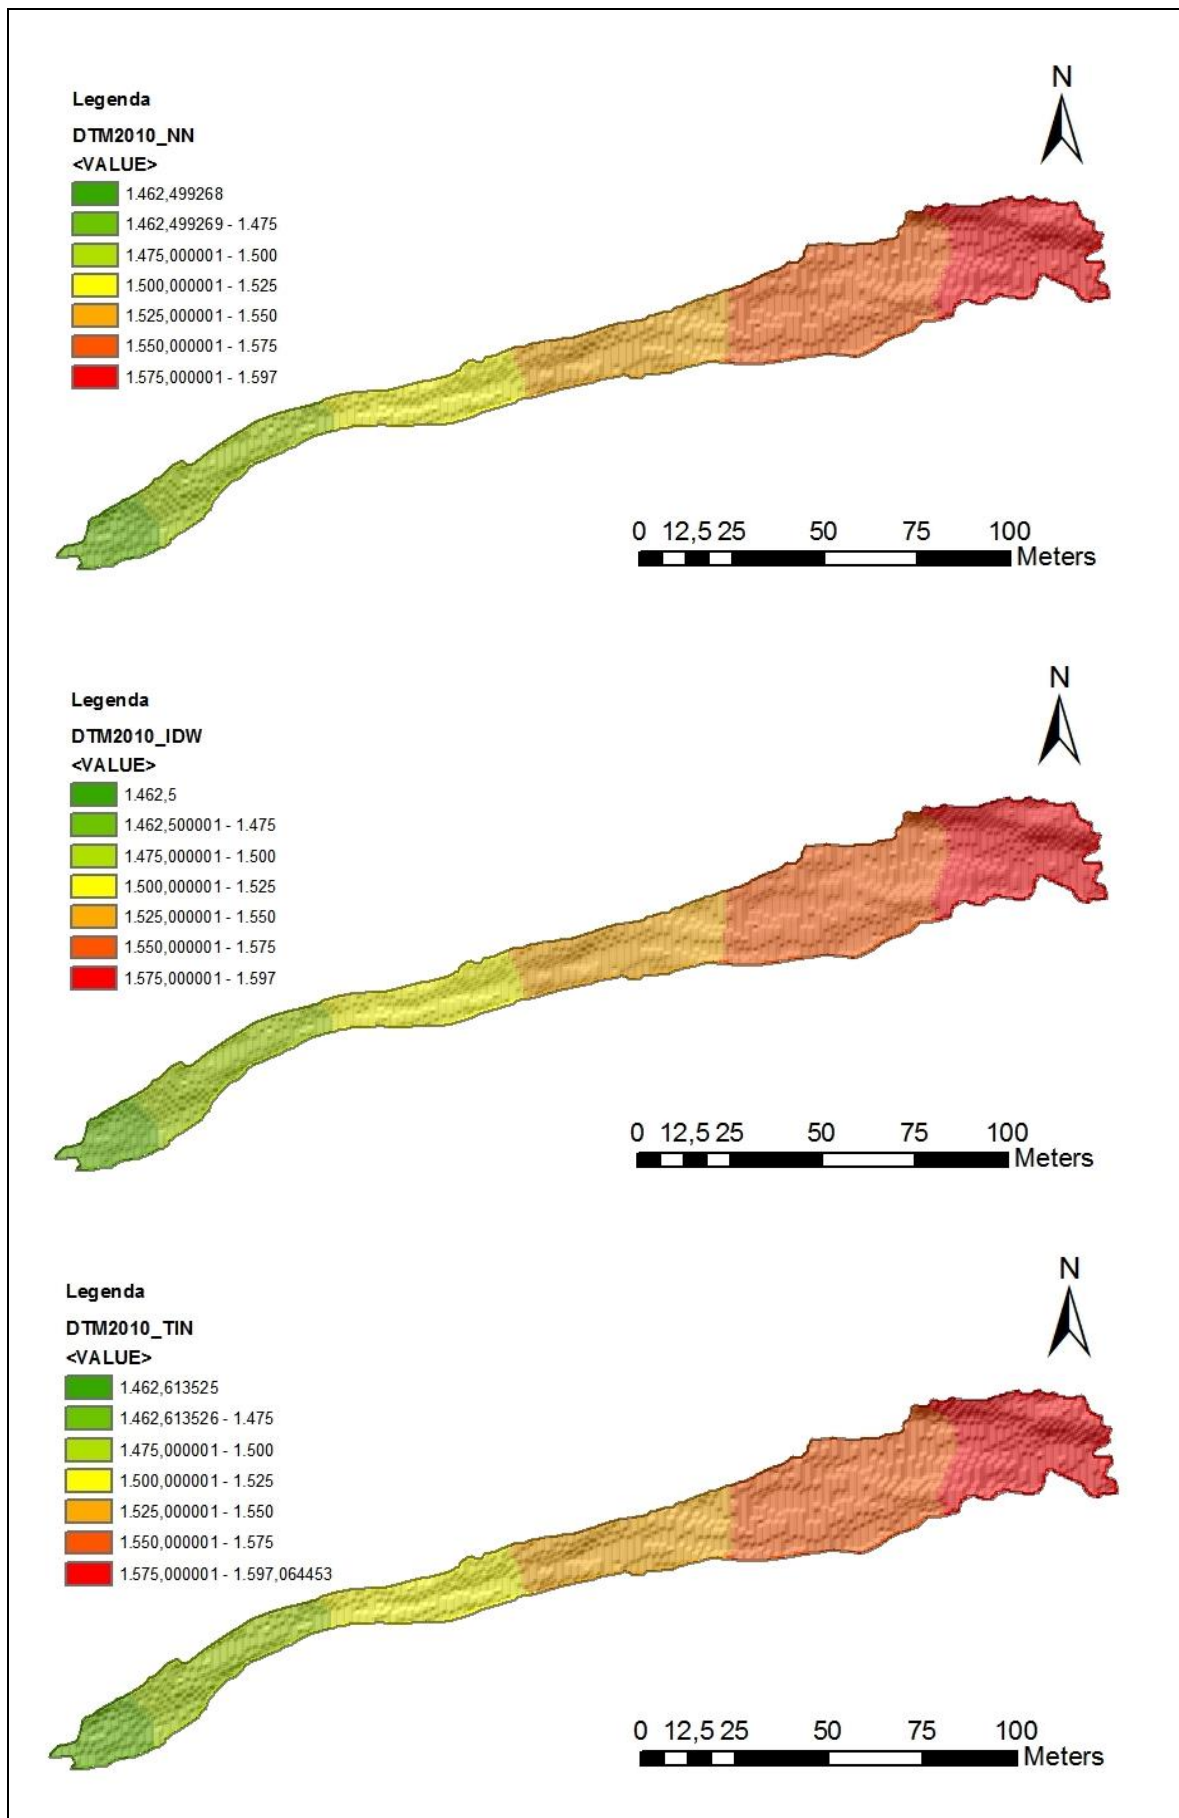 N
Legenda
DTM2010_NN
<VALUE>
1.462,499268
1.462,499269 - 1.475
1.475,000001 - 1.500
1.500,000001 - 1.525
1.525,000001 - 1.550
1.550,000001 - 1.575
1.575,000001 - 1.597
0 12,5 25 50 75 100
Meters
N
Legenda
DTM2010_IDW
<VALUE>
1.462,5
1.462,500001 - 1.475
1.475,000001 - 1.500
1.500,000001 - 1.525
1.525,000001 - 1.550
1.550,000001 - 1.575
1.575,000001 - 1.597
0 12,5 25 50 75 100
Meters
N
Legenda
DTM2010_TIN
<VALUE>
1.462,613525
1.462,613526 - 1.475
1.475,000001 - 1.500
1.500,000001 - 1.525
1.525,000001 - 1.550
1.550,000001 - 1.575
1.575,000001 - 1.597,064453
0 12,5 25 50 75 100
Meters